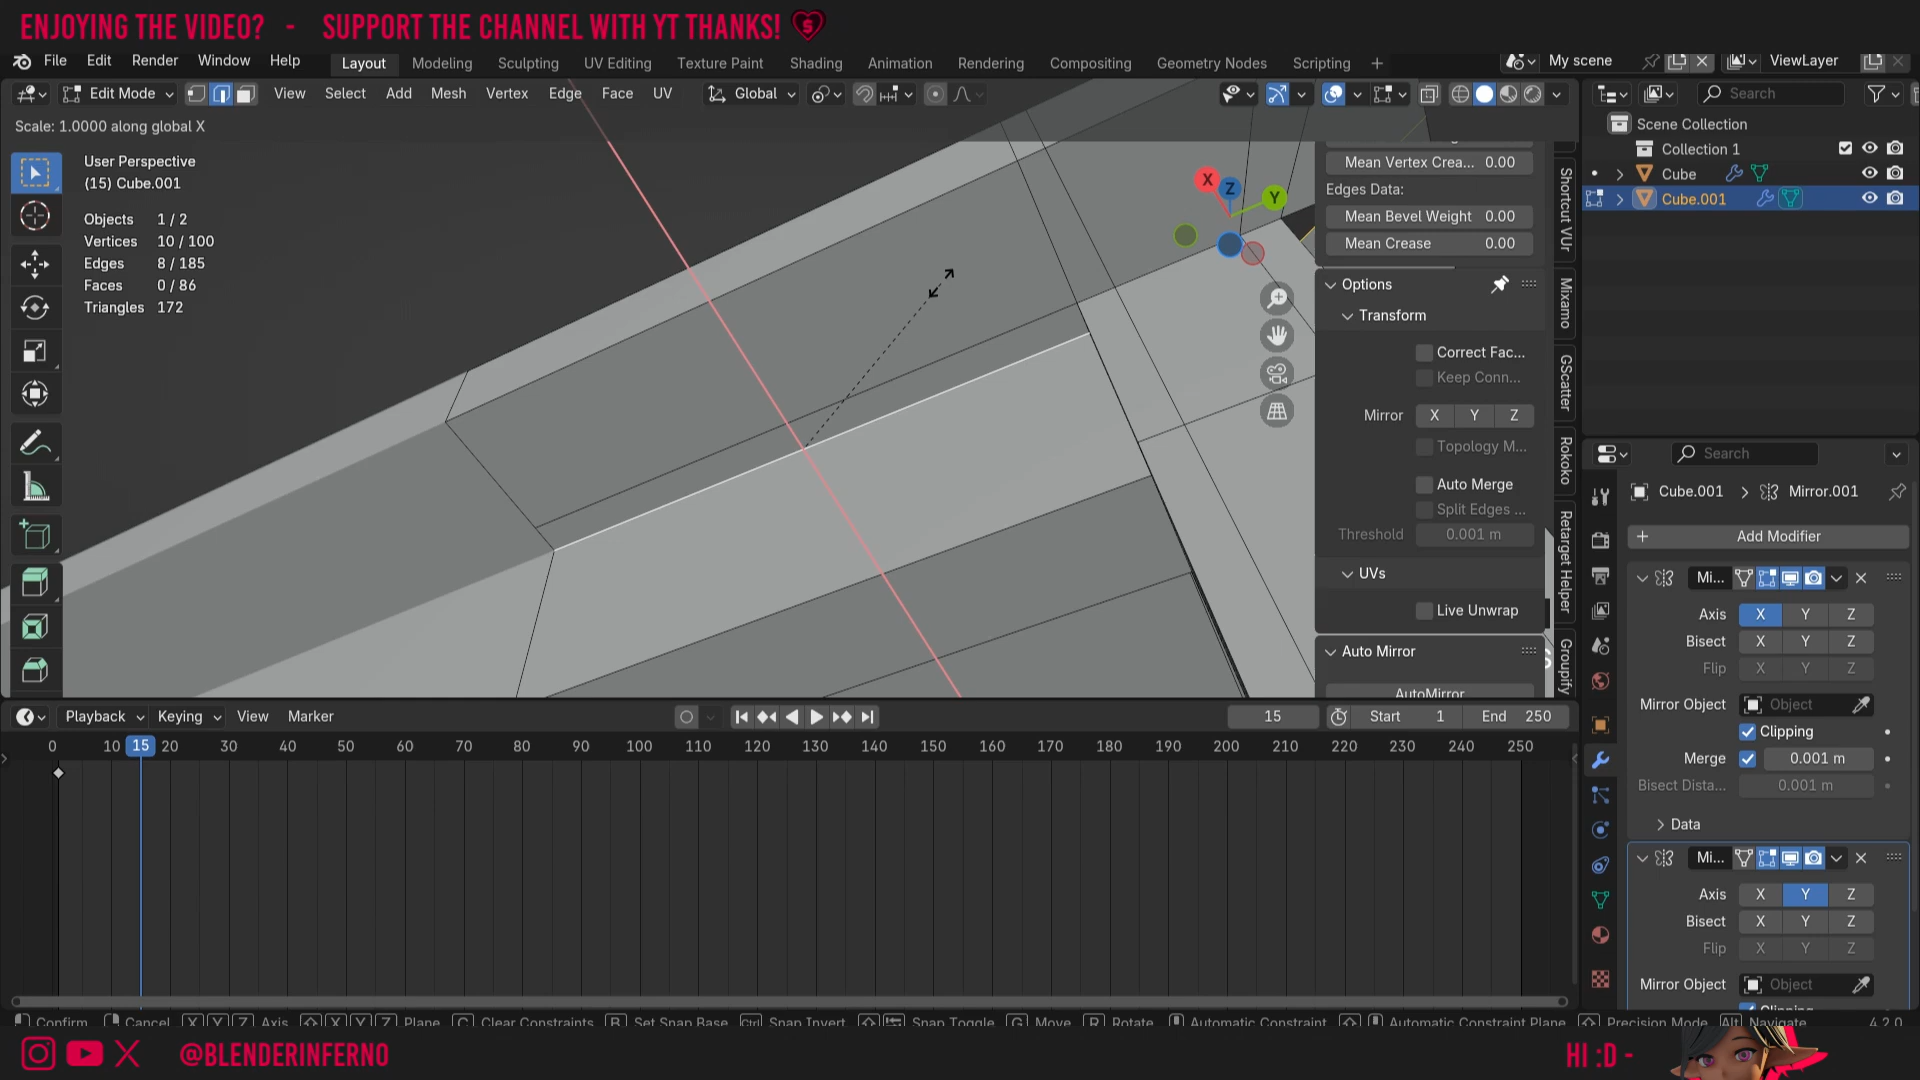 ENJOYING THE VIDEO? - SUPPORT THE CHANNEL WITH YT THANKS!
File Edit Render Window Help Layout Modeling Sculpting UV Editing Texture Paint Shading Animation Rendering Compositing Geometry Nodes Scripting + My scene ViewLayer
Edit Mode View Select Add Mesh Vertex Edge Face UV Global Search
Scale: 1.0000 along global X
User Perspective
(15) Cube.001
Objects 1 / 2
Vertices 10 / 100
Edges 8 / 185
Faces 0 / 86
Triangles 172
X Z Y
Mean Vertex Crea... 0.00
Edges Data:
Mean Bevel Weight 0.00
Mean Crease 0.00
Options
Transform
Correct Fac...
Keep Conn...
Mirror X Y Z
Topology M...
Auto Merge
Split Edges ...
Threshold 0.001 m
UVs
Live Unwrap
Auto Mirror
AutoMirror
Shortcut VUr
Mixamo
GScatter
Rokoko
Retarget Helper
Groupify
Scene Collection
Collection 1
Cube
Cube.001
Search
Cube.001 Mirror.001
+ Add Modifier
Mi...
Axis X Y Z
Bisect X Y Z
Flip X Y Z
Mirror Object Object
Clipping
Merge 0.001 m
Bisect Dista... 0.001 m
Data
Mi...
Axis X Y Z
Bisect X Y Z
Flip X Y Z
Mirror Object Object
Clipping
Playback Keying View Marker 15 Start 1 End 250
0 10 15 20 30 40 50 60 70 80 90 100 110 120 130 140 150 160 170 180 190 200 210 220 230 240 250
Confirm Cancel X Y Z Axis X Y Z Plane C Clear Constraints B Set Snap Base Ctrl Snap Invert Snap Toggle G Move R Rotate Automatic Constraint Automatic Constraint Plane Precision Mode Alt Navigate 4.2.0
@BLENDERINFERNO
HI :D -